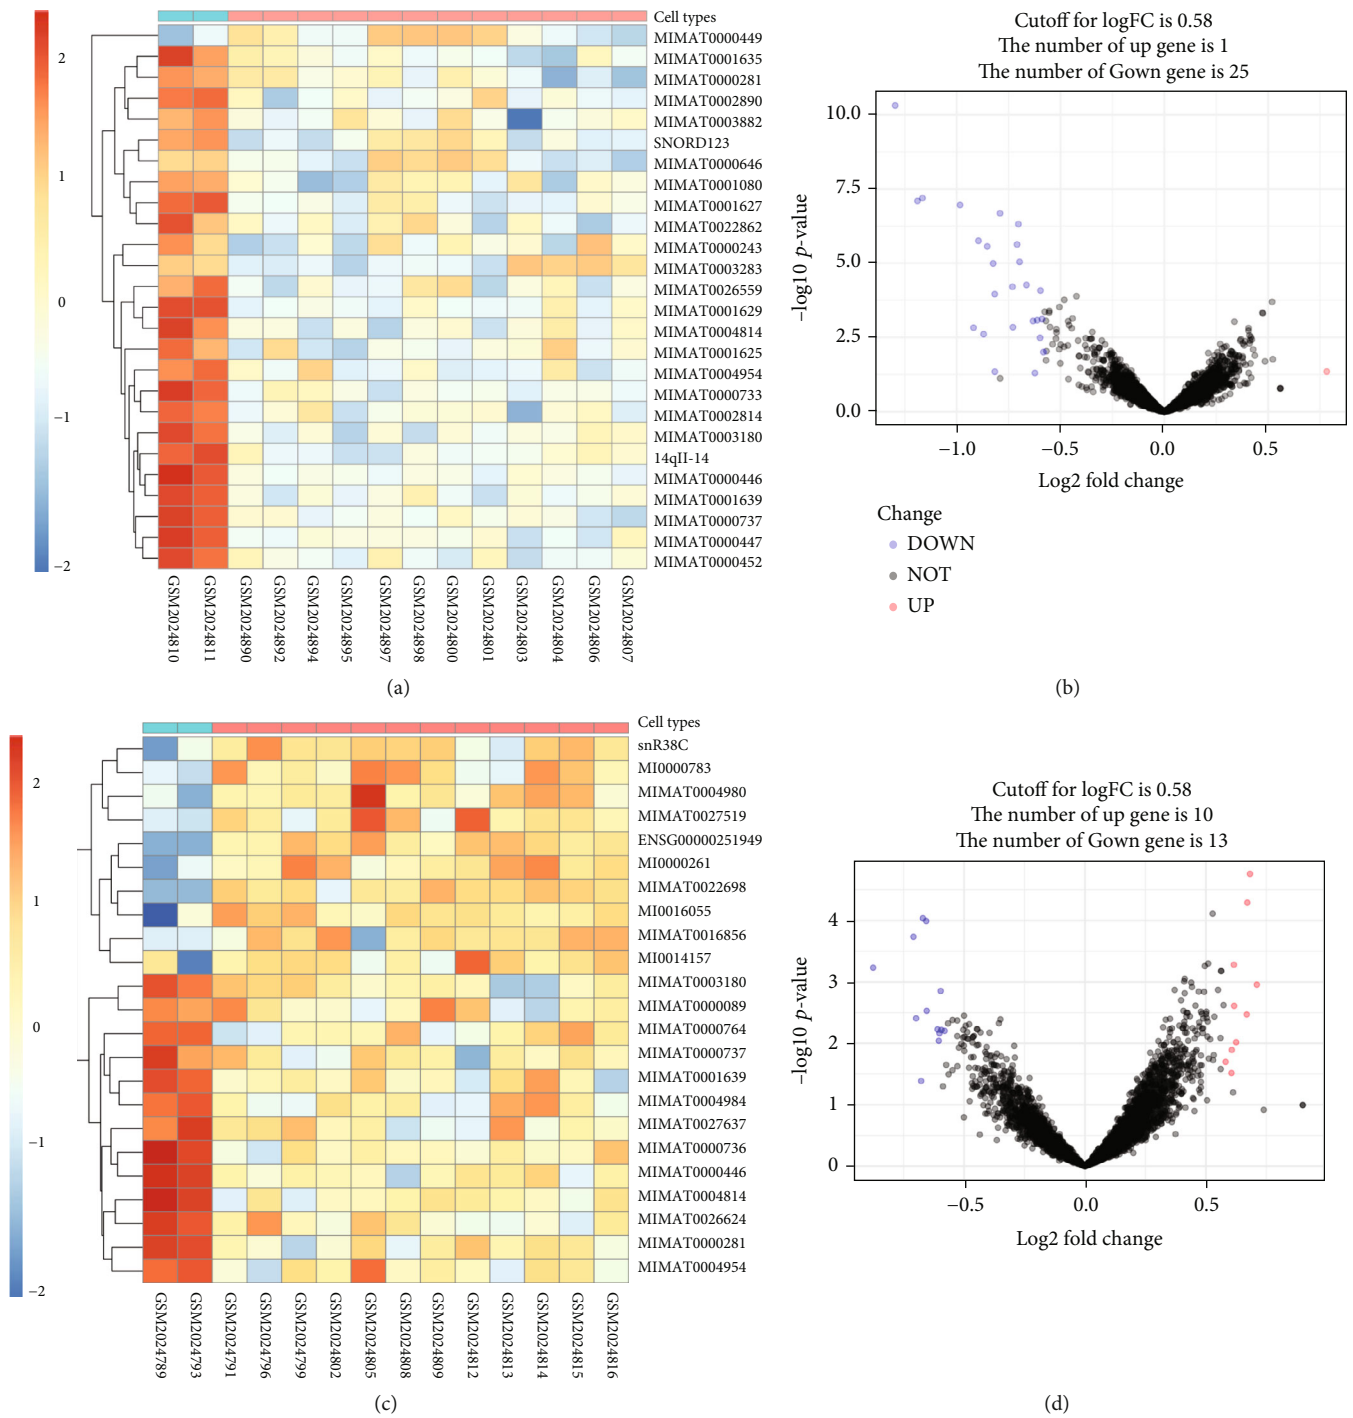 Cell types
MIMAT0000449
MIMAT0001635
MIMAT0000281
MIMAT0002890
MIMAT0003882
SNORD123
MIMAT0000646
MIMAT0001080
MIMAT0001627
MIMAT0022862
MIMAT0000243
MIMAT0003283
MIMAT0026559
MIMAT0001629
MIMAT0004814
MIMAT0001625
MIMAT0004954
MIMAT0000733
MIMAT0002814
MIMAT0003180
14qII-14
MIMAT0000446
MIMAT0001639
MIMAT0000737
MIMAT0000447
MIMAT0000452
2
1
0
−1
−2
GSM2024810
GSM2024811
GSM2024890
GSM2024892
GSM2024894
GSM2024895
GSM2024897
GSM2024898
GSM2024800
GSM2024801
GSM2024803
GSM2024804
GSM2024806
GSM2024807
(a)
Cutoff for logFC is 0.58
The number of up gene is 1
The number of Gown gene is 25
10.0
7.5
5.0
2.5
0.0
−log10 p-value
−1.0
−0.5
0.0
0.5
Log2 fold change
Change
DOWN
NOT
UP
(b)
Cell types
snR38C
MI0000783
MIMAT0004980
MIMAT0027519
ENSG00000251949
MI0000261
MIMAT0022698
MI0016055
MIMAT0016856
MI0014157
MIMAT0003180
MIMAT0000089
MIMAT0000764
MIMAT0000737
MIMAT0001639
MIMAT0004984
MIMAT0027637
MIMAT0000736
MIMAT0000446
MIMAT0004814
MIMAT0026624
MIMAT0000281
MIMAT0004954
2
1
0
−1
−2
GSM2024789
GSM2024793
GSM2024791
GSM2024796
GSM2024799
GSM2024802
GSM2024805
GSM2024808
GSM2024809
GSM2024812
GSM2024813
GSM2024814
GSM2024815
GSM2024816
(c)
Cutoff for logFC is 0.58
The number of up gene is 10
The number of Gown gene is 13
4
3
2
1
0
−log10 p-value
−0.5
0.0
0.5
Log2 fold change
(d)